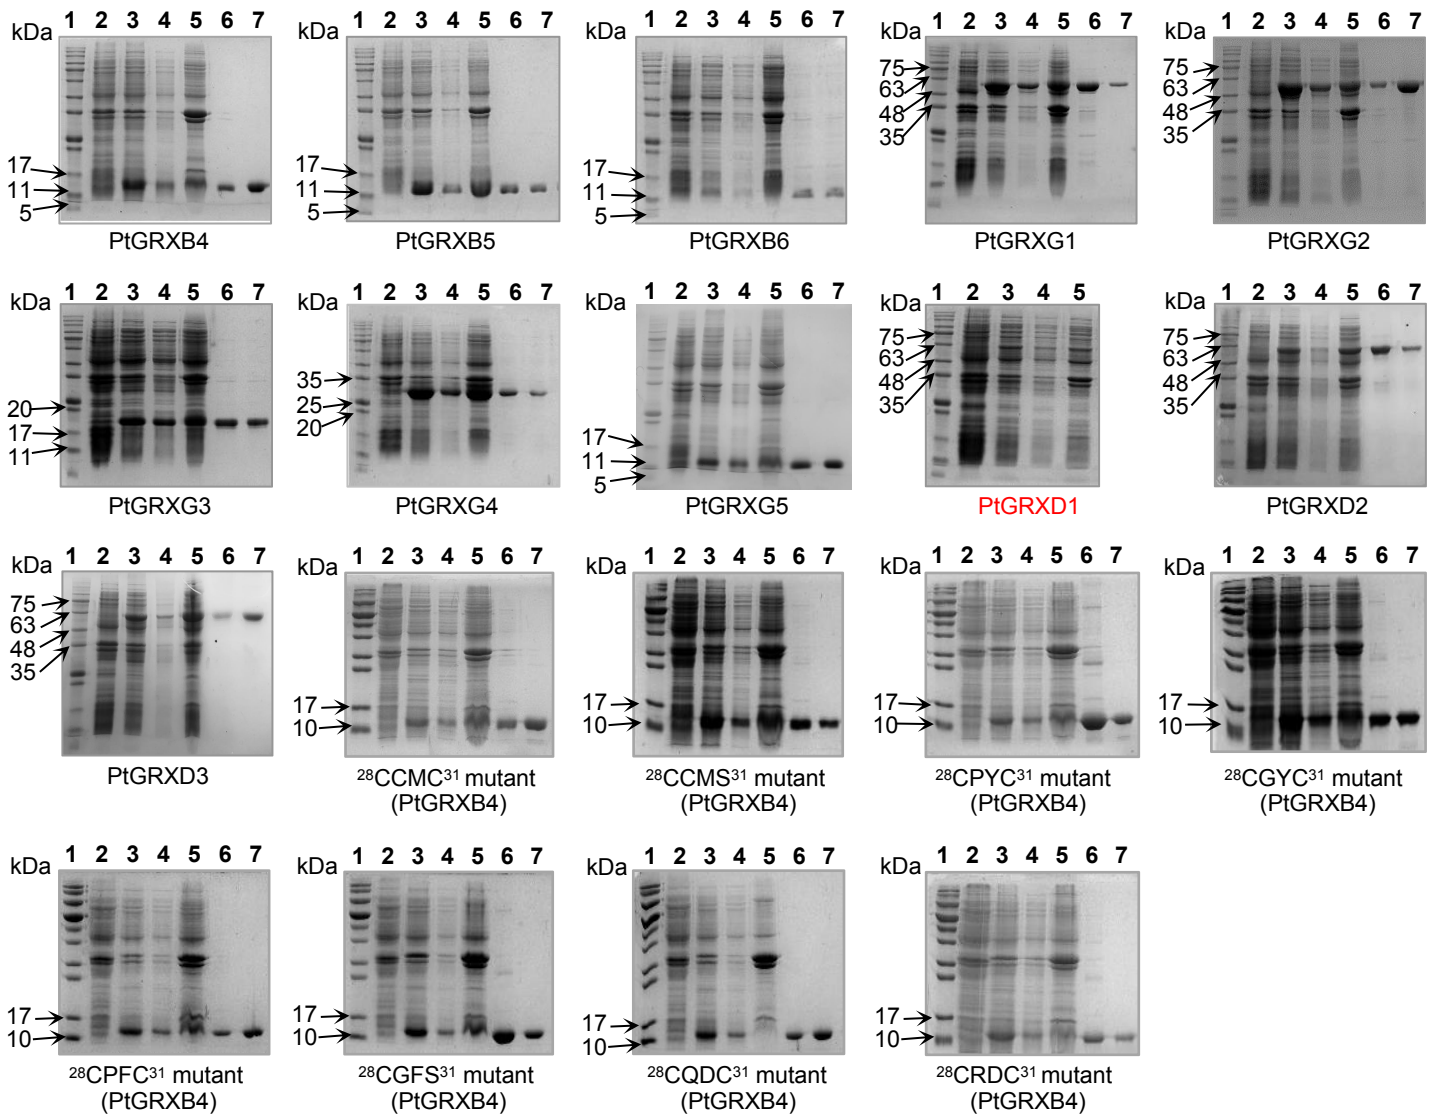 1 2 3 4 5 6 7
kDa
17
11
5
PtGRXB4
1 2 3 4 5 6 7
kDa
17
11
5
PtGRXB5
1 2 3 4 5 6 7
kDa
17
11
5
PtGRXB6
1 2 3 4 5 6 7
kDa
75
63
48
35
PtGRXG1
1 2 3 4 5 6 7
kDa
75
63
48
35
PtGRXG2
1 2 3 4 5 6 7
kDa
20
17
11
PtGRXG3
1 2 3 4 5 6 7
kDa
35
25
20
PtGRXG4
1 2 3 4 5 6 7
kDa
17
11
5
PtGRXG5
1 2 3 4 5
kDa
75
63
48
35
PtGRXD1
1 2 3 4 5 6 7
kDa
75
63
48
35
PtGRXD2
1 2 3 4 5 6 7
kDa
75
63
48
35
PtGRXD3
1 2 3 4 5 6 7
kDa
17
10
²⁸CCMC³¹ mutant
(PtGRXB4)
1 2 3 4 5 6 7
kDa
17
10
²⁸CCMS³¹ mutant
(PtGRXB4)
1 2 3 4 5 6 7
kDa
17
10
²⁸CPYC³¹ mutant
(PtGRXB4)
1 2 3 4 5 6 7
kDa
17
10
²⁸CGYC³¹ mutant
(PtGRXB4)
1 2 3 4 5 6 7
kDa
17
10
²⁸CPFC³¹ mutant
(PtGRXB4)
1 2 3 4 5 6 7
kDa
17
10
²⁸CGFS³¹ mutant
(PtGRXB4)
1 2 3 4 5 6 7
kDa
17
10
²⁸CQDC³¹ mutant
(PtGRXB4)
1 2 3 4 5 6 7
kDa
17
10
²⁸CRDC³¹ mutant
(PtGRXB4)